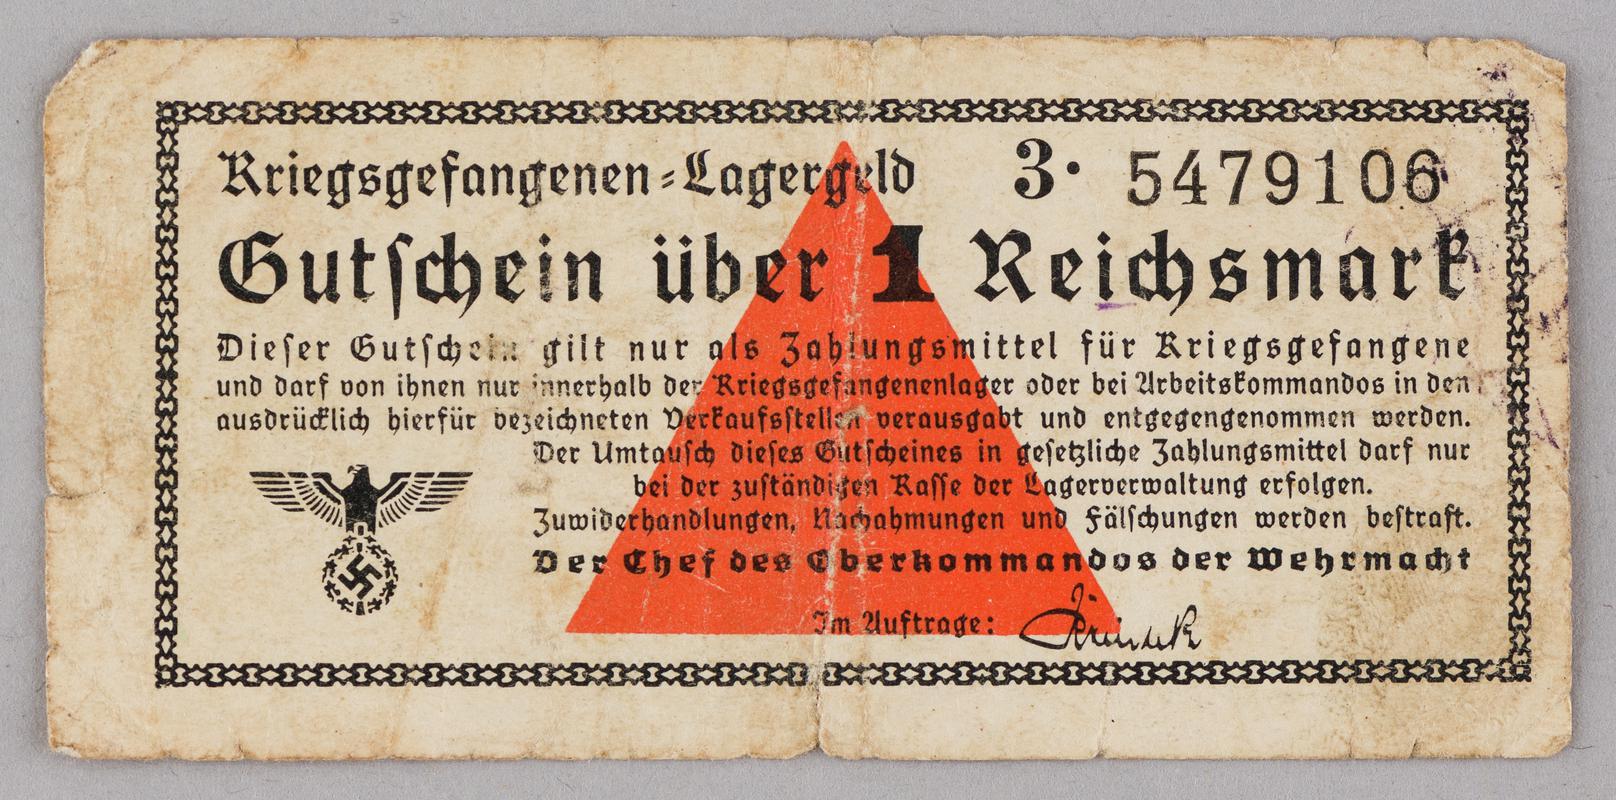 Kriegsgefangenen-Lagergeld 3· 5479106
Gutschein über 1 Reichsmark
Dieser Gutschein gilt nur als Zahlungsmittel für Kriegsgefangene
und darf von ihnen nur innerhalb der Kriegsgefangenenlager oder bei Arbeitskommandos in den
ausdrücklich hierfür bezeichneten Verkaufsstellen verausgabt und entgegengenommen werden.
Der Umtausch dieses Gutscheines in gesetzliche Zahlungsmittel darf nur
bei der zuständigen Kasse der Lagerverwaltung erfolgen.
Zuwiderhandlungen, Nachahmungen und Fälschungen werden bestraft.
Der Chef des Oberkommandos der Wehrmacht
Im Auftrage: